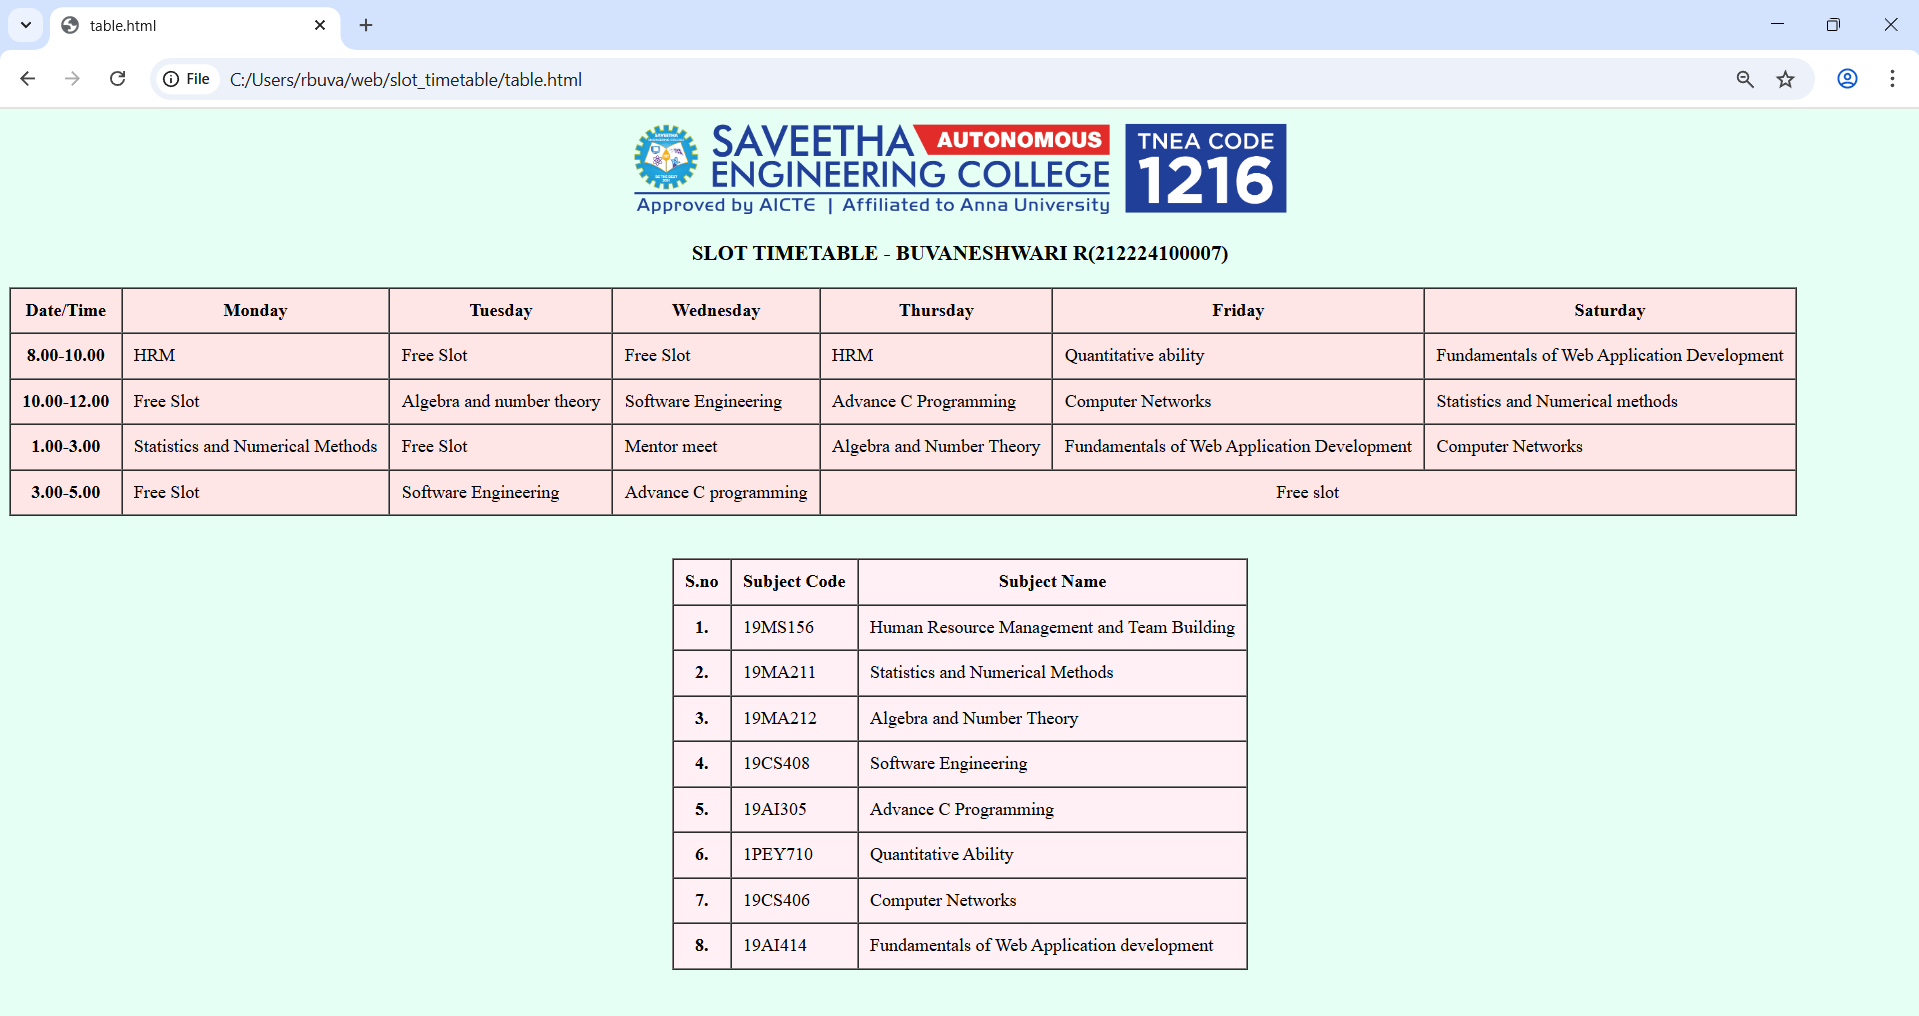 table.html
File C:/Users/rbuva/web/slot_timetable/table.html
SAVEETHA AUTONOMOUS
ENGINEERING COLLEGE
Approved by AICTE | Affiliated to Anna University
TNEA CODE
1216
SLOT TIMETABLE - BUVANESHWARI R(212224100007)
Date/Time Monday Tuesday Wednesday Thursday Friday Saturday
8.00-10.00 HRM Free Slot Free Slot HRM Quantitative ability Fundamentals of Web Application Development
10.00-12.00 Free Slot Algebra and number theory Software Engineering Advance C Programming Computer Networks Statistics and Numerical methods
1.00-3.00 Statistics and Numerical Methods Free Slot Mentor meet Algebra and Number Theory Fundamentals of Web Application Development Computer Networks
3.00-5.00 Free Slot Software Engineering Advance C programming Free slot
S.no Subject Code Subject Name
1. 19MS156 Human Resource Management and Team Building
2. 19MA211 Statistics and Numerical Methods
3. 19MA212 Algebra and Number Theory
4. 19CS408 Software Engineering
5. 19AI305 Advance C Programming
6. 1PEY710 Quantitative Ability
7. 19CS406 Computer Networks
8. 19AI414 Fundamentals of Web Application development